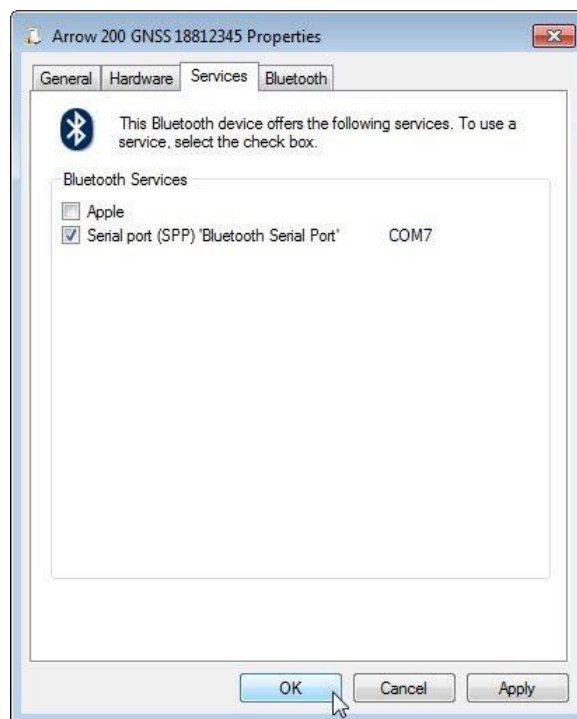 Arrow 200 GNSS 18812345 Properties
General Hardware Services Bluetooth
This Bluetooth device offers the following services. To use a
service, select the check box.
Bluetooth Services
Apple
Serial port (SPP) 'Bluetooth Serial Port' COM7
OK Cancel Apply